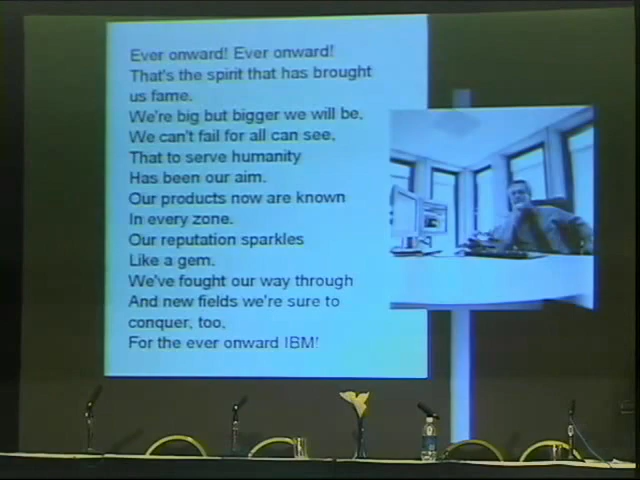 Ever onward! Ever onward!
That's the spirit that has brought
us fame.
We're big but bigger we will be,
We can't fail for all can see,
That to serve humanity
Has been our aim.
Our products now are known
In every zone.
Our reputation sparkles
Like a gem.
We've fought our way through
And new fields we're sure to
conquer, too,
For the ever onward IBM!